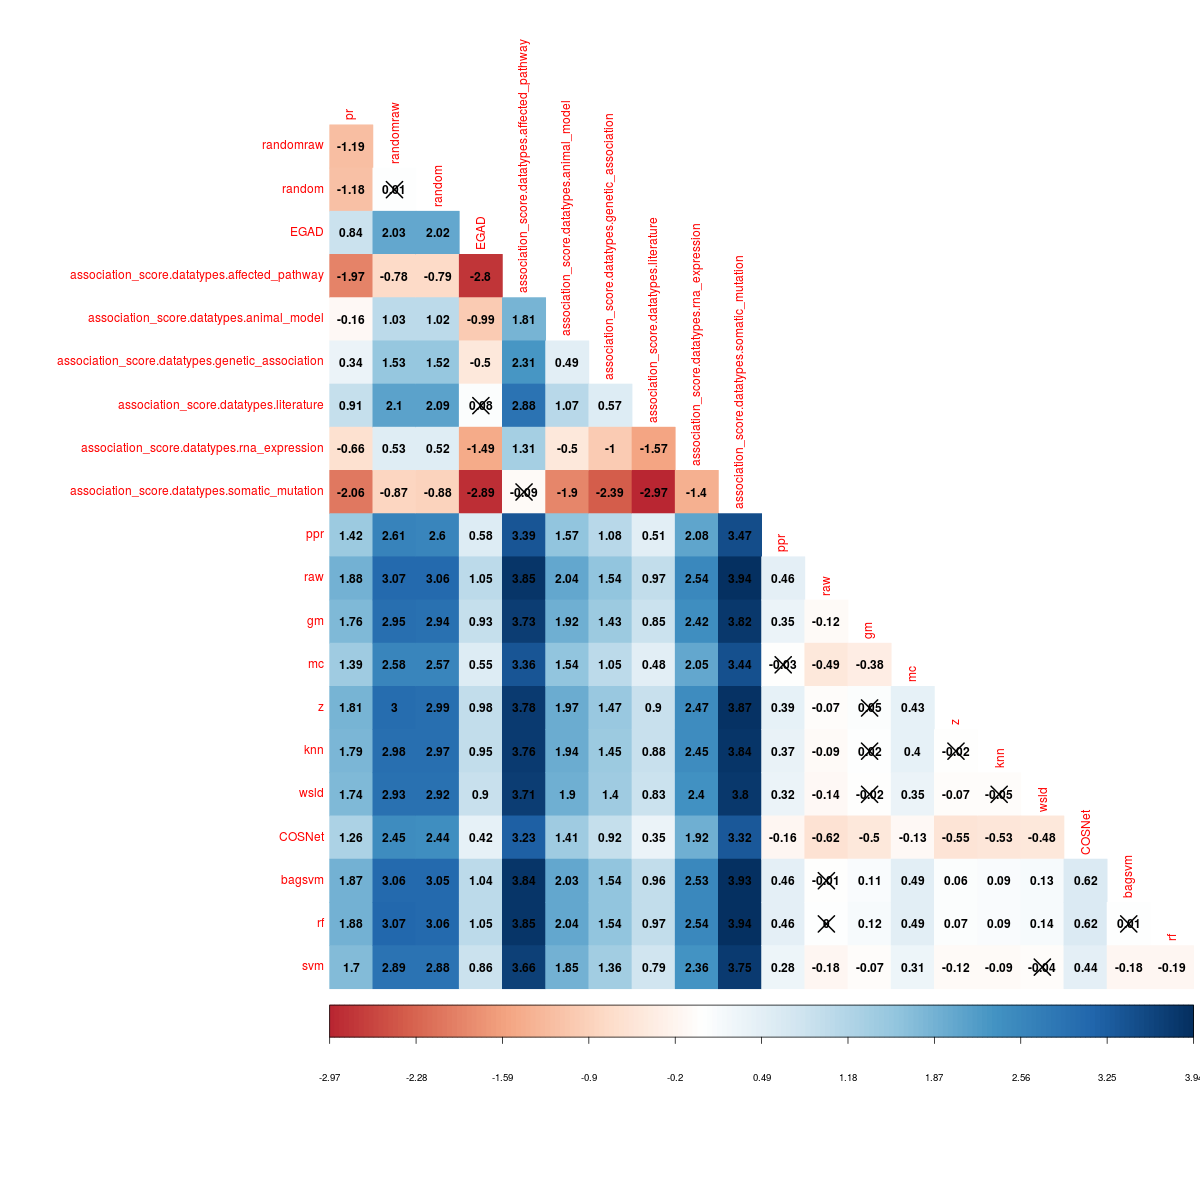 pr
randomraw
random
EGAD
association_score.datatypes.affected_pathway
association_score.datatypes.animal_model
association_score.datatypes.genetic_association
association_score.datatypes.literature
association_score.datatypes.rna_expression
association_score.datatypes.somatic_mutation
ppr
raw
gm
mc
z
knn
wsld
COSNet
bagsvm
rf
randomraw -1.19
random -1.18 0.01
EGAD 0.84 2.03 2.02
association_score.datatypes.affected_pathway -1.97 -0.78 -0.79 -2.8
association_score.datatypes.animal_model -0.16 1.03 1.02 -0.99 1.81
association_score.datatypes.genetic_association 0.34 1.53 1.52 -0.5 2.31 0.49
association_score.datatypes.literature 0.91 2.1 2.09 0.08 2.88 1.07 0.57
association_score.datatypes.rna_expression -0.66 0.53 0.52 -1.49 1.31 -0.5 -1 -1.57
association_score.datatypes.somatic_mutation -2.06 -0.87 -0.88 -2.89 -0.09 -1.9 -2.39 -2.97 -1.4
ppr 1.42 2.61 2.6 0.58 3.39 1.57 1.08 0.51 2.08 3.47
raw 1.88 3.07 3.06 1.05 3.85 2.04 1.54 0.97 2.54 3.94 0.46
gm 1.76 2.95 2.94 0.93 3.73 1.92 1.43 0.85 2.42 3.82 0.35 -0.12
mc 1.39 2.58 2.57 0.55 3.36 1.54 1.05 0.48 2.05 3.44 -0.03 -0.49 -0.38
z 1.81 3 2.99 0.98 3.78 1.97 1.47 0.9 2.47 3.87 0.39 -0.07 0.05 0.43
knn 1.79 2.98 2.97 0.95 3.76 1.94 1.45 0.88 2.45 3.84 0.37 -0.09 0.02 0.4 -0.02
wsld 1.74 2.93 2.92 0.9 3.71 1.9 1.4 0.83 2.4 3.8 0.32 -0.14 -0.02 0.35 -0.07 -0.05
COSNet 1.26 2.45 2.44 0.42 3.23 1.41 0.92 0.35 1.92 3.32 -0.16 -0.62 -0.5 -0.13 -0.55 -0.53 -0.48
bagsvm 1.87 3.06 3.05 1.04 3.84 2.03 1.54 0.96 2.53 3.93 0.46 -0.01 0.11 0.49 0.06 0.09 0.13 0.62
rf 1.88 3.07 3.06 1.05 3.85 2.04 1.54 0.97 2.54 3.94 0.46 0 0.12 0.49 0.07 0.09 0.14 0.62 0.01
svm 1.7 2.89 2.88 0.86 3.66 1.85 1.36 0.79 2.36 3.75 0.28 -0.18 -0.07 0.31 -0.12 -0.09 -0.04 0.44 -0.18 -0.19
-2.97 -2.28 -1.59 -0.9 -0.2 0.49 1.18 1.87 2.56 3.25 3.94